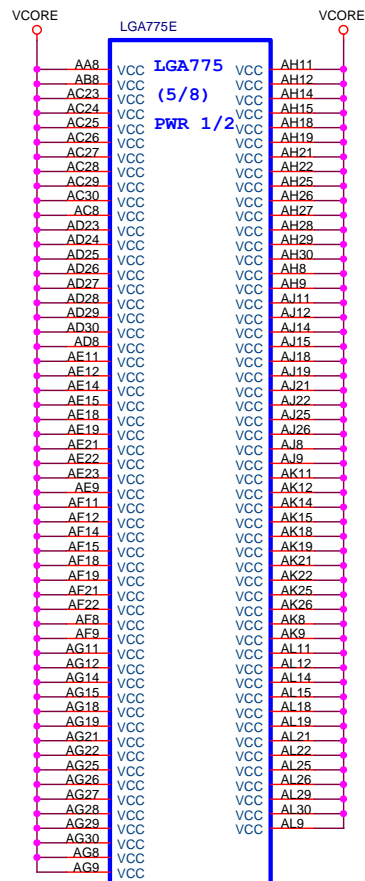 VCORE VCORE
LGA775E
AA8 VCC LGA775 VCC AH11
AB8 VCC VCC AH12
AC23 VCC (5/8) VCC AH14
AC24 VCC VCC AH15
AC25 VCC PWR 1/2 VCC AH18
AC26 VCC VCC AH19
AC27 VCC VCC AH21
AC28 VCC VCC AH22
AC29 VCC VCC AH25
AC30 VCC VCC AH26
AC8 VCC VCC AH27
AD23 VCC VCC AH28
AD24 VCC VCC AH29
AD25 VCC VCC AH30
AD26 VCC VCC AH8
AD27 VCC VCC AH9
AD28 VCC VCC AJ11
AD29 VCC VCC AJ12
AD30 VCC VCC AJ14
AD8 VCC VCC AJ15
AE11 VCC VCC AJ18
AE12 VCC VCC AJ19
AE14 VCC VCC AJ21
AE15 VCC VCC AJ22
AE18 VCC VCC AJ25
AE19 VCC VCC AJ26
AE21 VCC VCC AJ8
AE22 VCC VCC AJ9
AE23 VCC VCC AK11
AE9 VCC VCC AK12
AF11 VCC VCC AK14
AF12 VCC VCC AK15
AF14 VCC VCC AK18
AF15 VCC VCC AK19
AF18 VCC VCC AK21
AF19 VCC VCC AK22
AF21 VCC VCC AK25
AF22 VCC VCC AK26
AF8 VCC VCC AK8
AF9 VCC VCC AK9
AG11 VCC VCC AL11
AG12 VCC VCC AL12
AG14 VCC VCC AL14
AG15 VCC VCC AL15
AG18 VCC VCC AL18
AG19 VCC VCC AL19
AG21 VCC VCC AL21
AG22 VCC VCC AL22
AG25 VCC VCC AL25
AG26 VCC VCC AL26
AG27 VCC VCC AL29
AG28 VCC VCC AL30
AG29 VCC VCC AL9
AG30 VCC
AG8 VCC
AG9 VCC